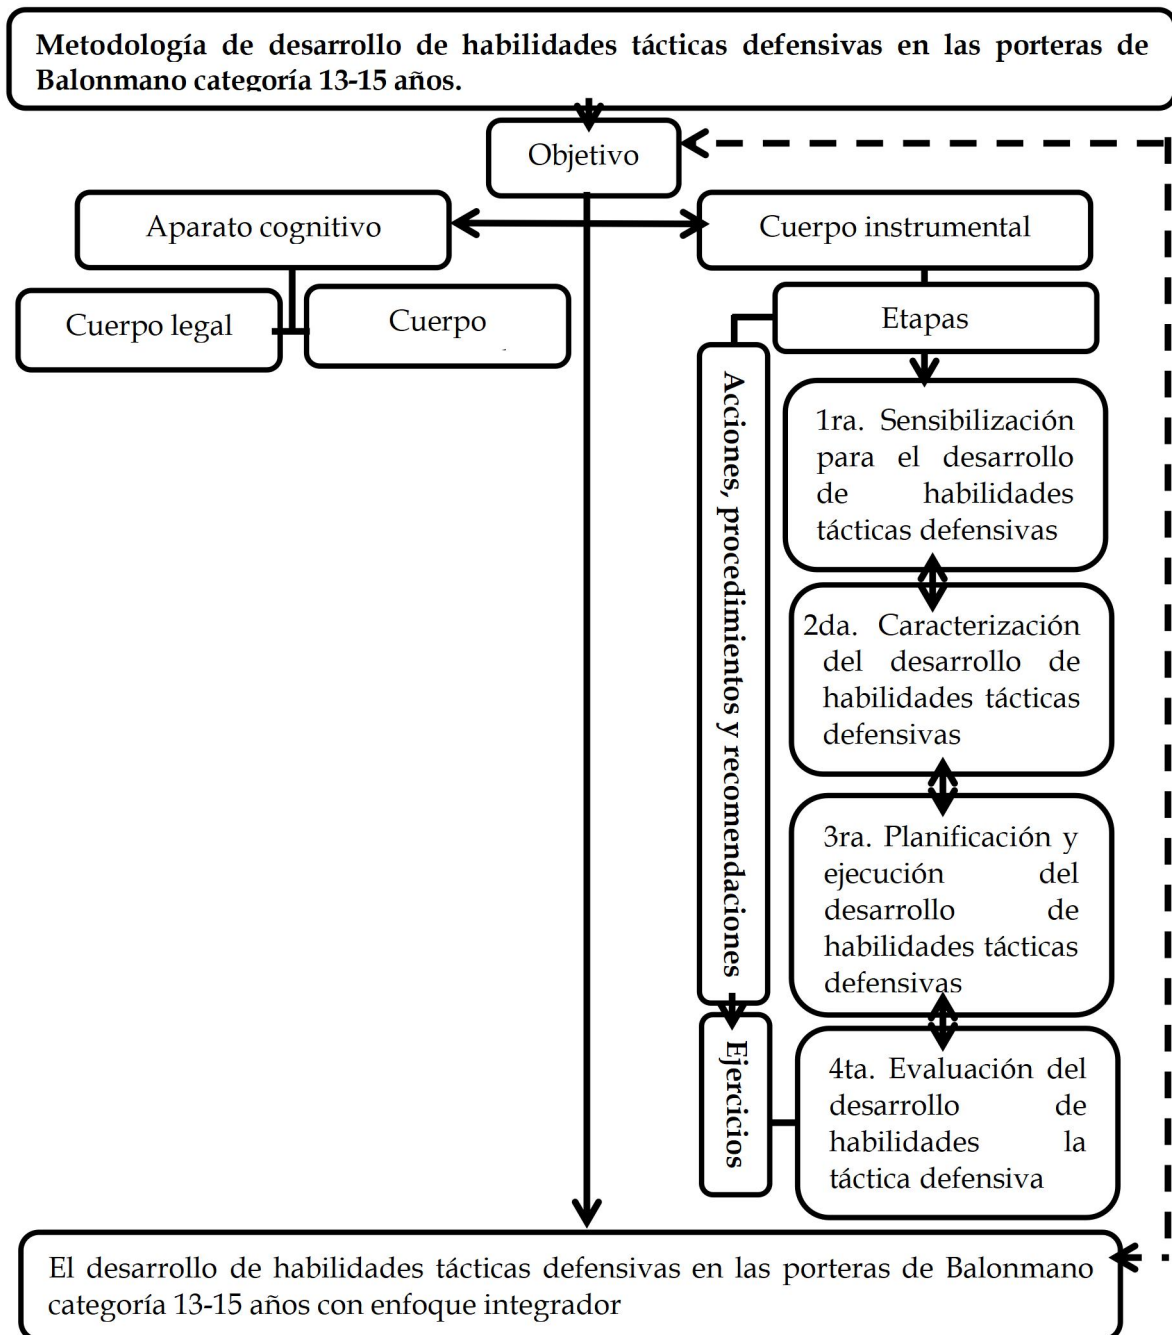 Metodología de desarrollo de habilidades tácticas defensivas en las porteras de
Balonmano categoría 13-15 años.
Objetivo
Aparato cognitivo
Cuerpo instrumental
Cuerpo legal
Cuerpo
Etapas
Acciones, procedimientos y recomendaciones
1ra. Sensibilización
para el desarrollo
de habilidades
tácticas defensivas
2da. Caracterización
del desarrollo de
habilidades tácticas
defensivas
3ra. Planificación y
ejecución del
desarrollo de
habilidades tácticas
defensivas
Ejercicios
4ta. Evaluación del
desarrollo de
habilidades la
táctica defensiva
El desarrollo de habilidades tácticas defensivas en las porteras de Balonmano
categoría 13-15 años con enfoque integrador